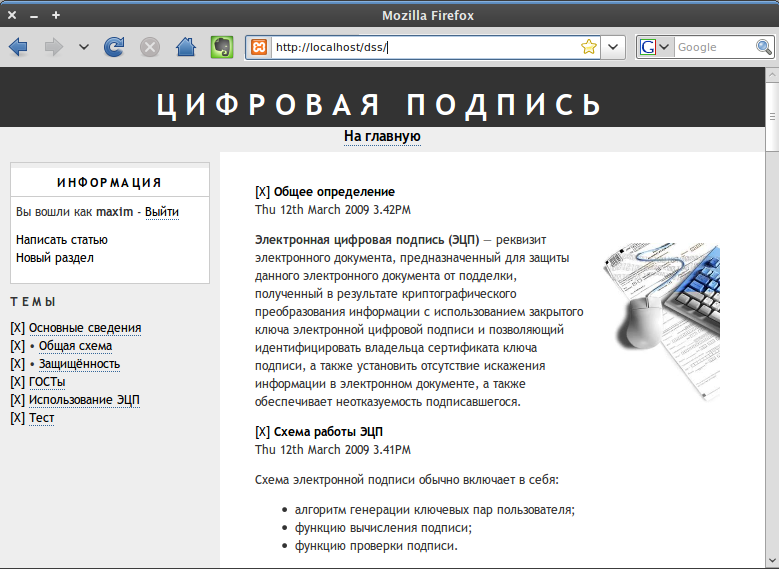 Mozilla Firefox
http://localhost/dss/
Google
ЦИФРОВАЯ ПОДПИСЬ
На главную
ИНФОРМАЦИЯ
Вы вошли как maxim - Выйти
Написать статью
Новый раздел
ТЕМЫ
[X] Основные сведения
[X] • Общая схема
[X] • Защищённость
[X] ГОСТы
[X] Использование ЭЦП
[X] Тест
[X] Общее определение
Thu 12th March 2009 3.42PM
Электронная цифровая подпись (ЭЦП) — реквизит
электронного документа, предназначенный для защиты
данного электронного документа от подделки,
полученный в результате криптографического
преобразования информации с использованием закрытого
ключа электронной цифровой подписи и позволяющий
идентифицировать владельца сертификата ключа
подписи, а также установить отсутствие искажения
информации в электронном документе, а также
обеспечивает неотказуемость подписавшегося.
[X] Схема работы ЭЦП
Thu 12th March 2009 3.41PM
Схема электронной подписи обычно включает в себя:
• алгоритм генерации ключевых пар пользователя;
• функцию вычисления подписи;
• функцию проверки подписи.